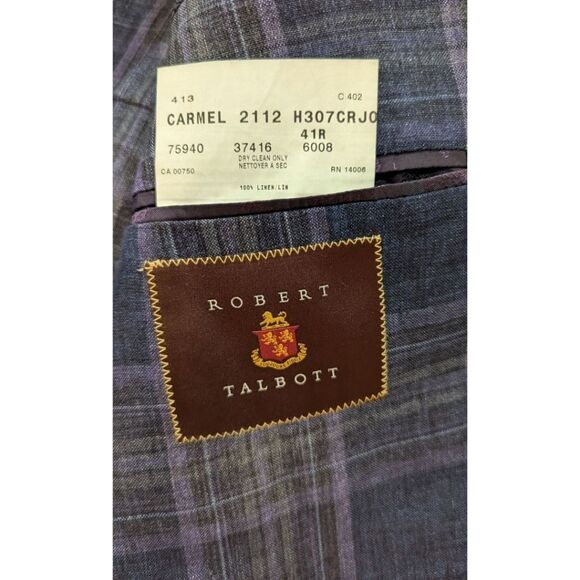 413 C 402
CARMEL 2112 H307CRJO
41R
75940 37416 6008
DRY CLEAN ONLY
NETTOYER A SEC
CA 00750 RN 14006
100% LINEN/LIN
ROBERT
TALBOTT